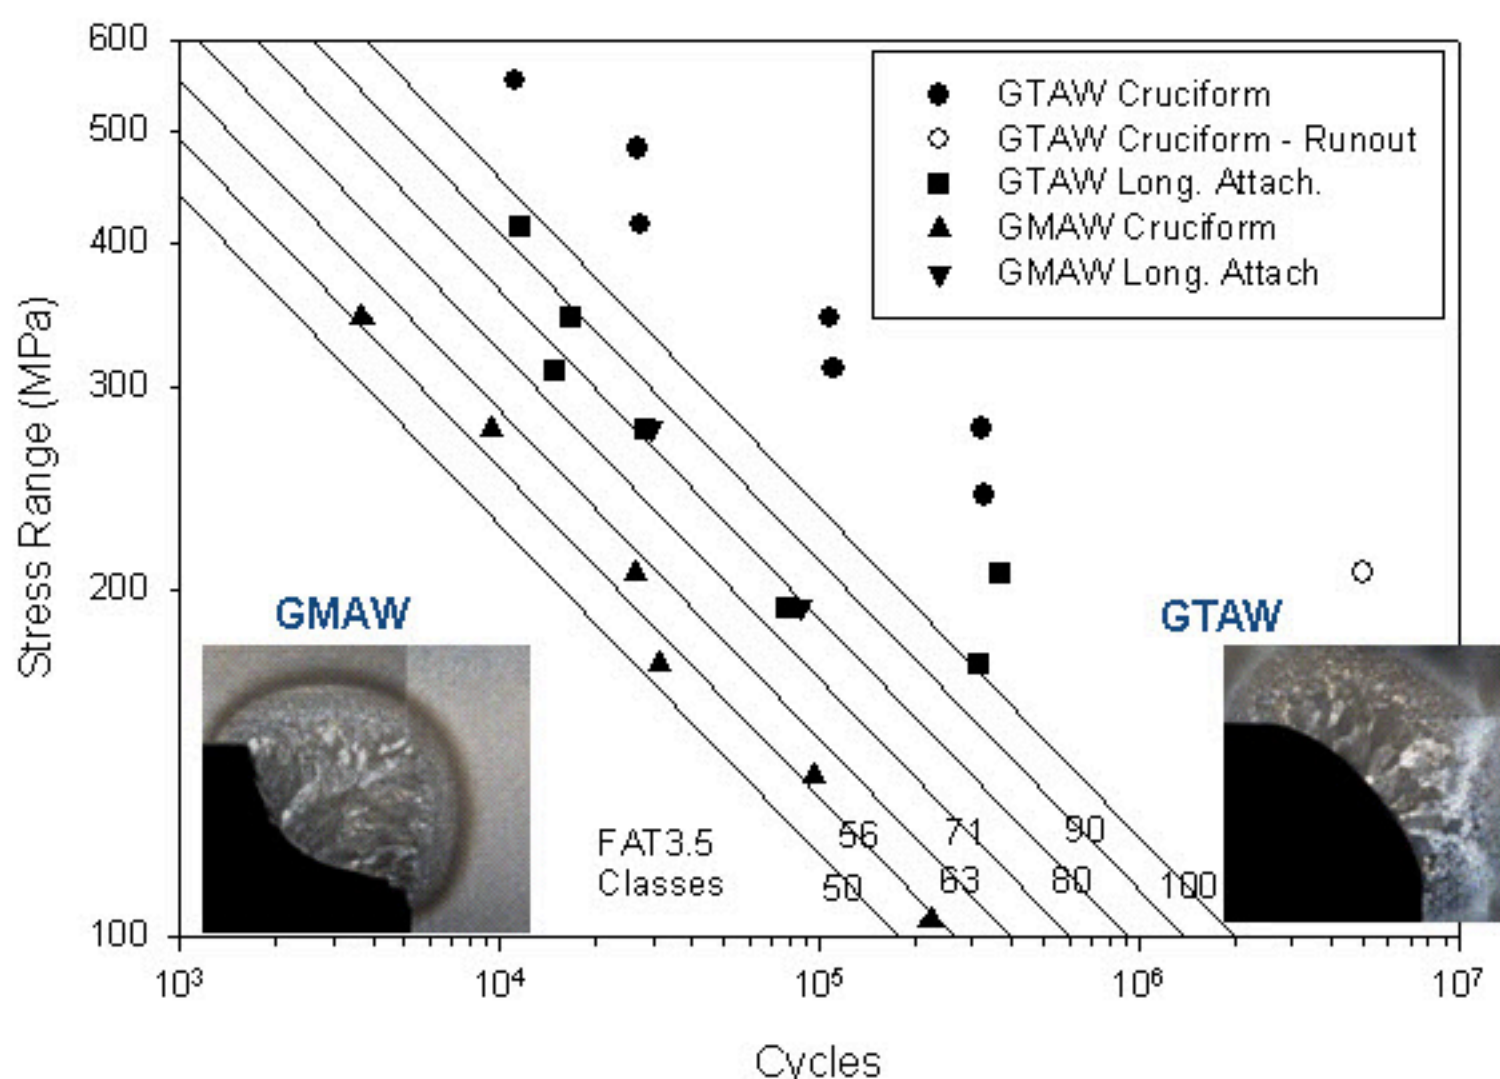 600
500
400
300
200
100
Stress Range (MPa)
GTAW Cruciform
GTAW Cruciform - Runout
GTAW Long. Attach.
GMAW Cruciform
GMAW Long. Attach
GMAW
GTAW
FAT3.5
Classes
56
71
90
50
63
80
100
10³
10⁴
10⁵
10⁶
10⁷
Cycles